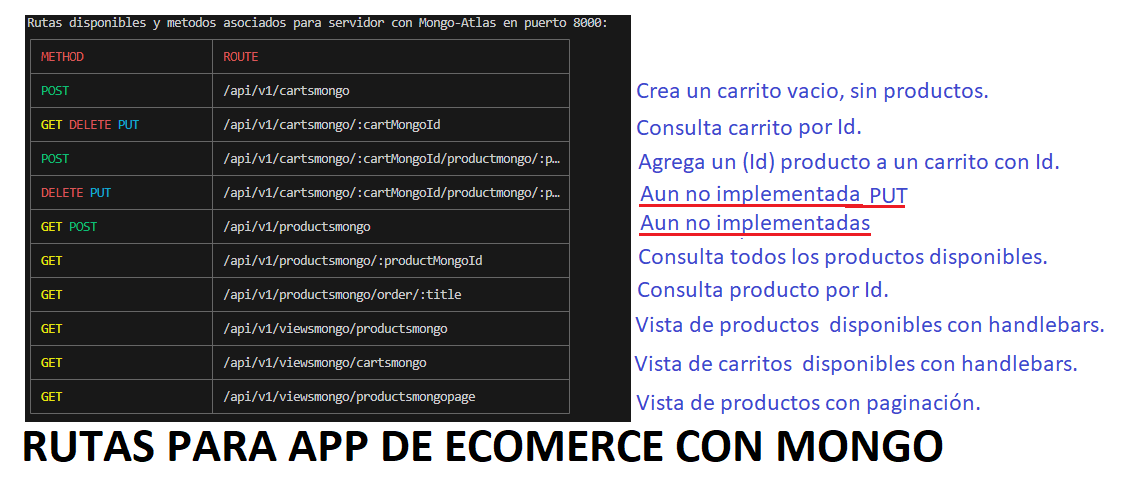 Rutas disponibles y metodos asociados para servidor con Mongo-Atlas en puerto 8000:
METHOD ROUTE
POST /api/v1/cartsmongo Crea un carrito vacio, sin productos.
GET DELETE PUT /api/v1/cartsmongo/:cartMongoId Consulta carrito por Id.
POST /api/v1/cartsmongo/:cartMongoId/productmongo/:p… Agrega un (Id) producto a un carrito con Id.
DELETE PUT /api/v1/cartsmongo/:cartMongoId/productmongo/:p… Aun no implementada PUT
GET POST /api/v1/productsmongo Aun no implementadas
GET /api/v1/productsmongo/:productMongoId Consulta todos los productos disponibles.
GET /api/v1/productsmongo/order/:title Consulta producto por Id.
GET /api/v1/viewsmongo/productsmongo Vista de productos disponibles con handlebars.
GET /api/v1/viewsmongo/cartsmongo Vista de carritos disponibles con handlebars.
GET /api/v1/viewsmongo/productsmongopage Vista de productos con paginación.
RUTAS PARA APP DE ECOMERCE CON MONGO